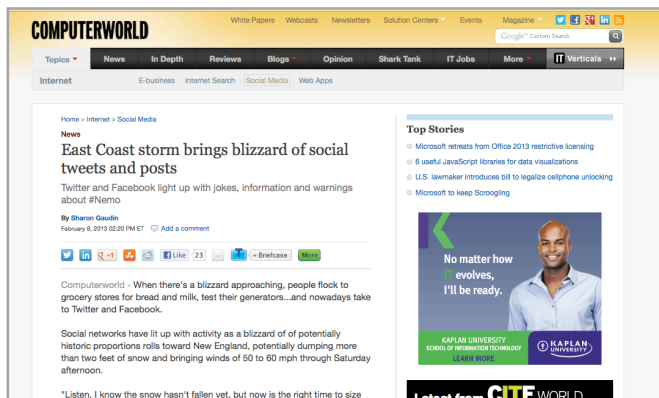 COMPUTERWORLD
White Papers Webcasts Newsletters Solution Centers Events Magazine
Google™ Custom Search
Topics News In Depth Reviews Blogs Opinion Shark Tank IT Jobs More IT Verticals
Internet E-business Internet Search Social Media Web Apps
Home > Internet > Social Media
News
East Coast storm brings blizzard of social
tweets and posts
Twitter and Facebook light up with jokes, information and warnings
about #Nemo
By Sharon Gaudin
February 8, 2013 02:20 PM ET Add a comment
+1 Like 23 + Briefcase More
Computerworld - When there's a blizzard approaching, people flock to
grocery stores for bread and milk, test their generators...and nowadays take
to Twitter and Facebook.
Social networks have lit up with activity as a blizzard of of potentially
historic proportions rolls toward New England, potentially dumping more
than two feet of snow and bringing winds of 50 to 60 mph through Saturday
afternoon.
"Listen, I know the snow hasn't fallen yet, but now is the right time to size
Top Stories
Microsoft retreats from Office 2013 restrictive licensing
6 useful JavaScript libraries for data visualizations
U.S. lawmaker introduces bill to legalize cellphone unlocking
Microsoft to keep Scroogling
No matter how
IT evolves,
I'll be ready.
KAPLAN UNIVERSITY
SCHOOL OF INFORMATION TECHNOLOGY
LEARN MORE
KAPLAN
UNIVERSITY
Latest from CITE WORLD